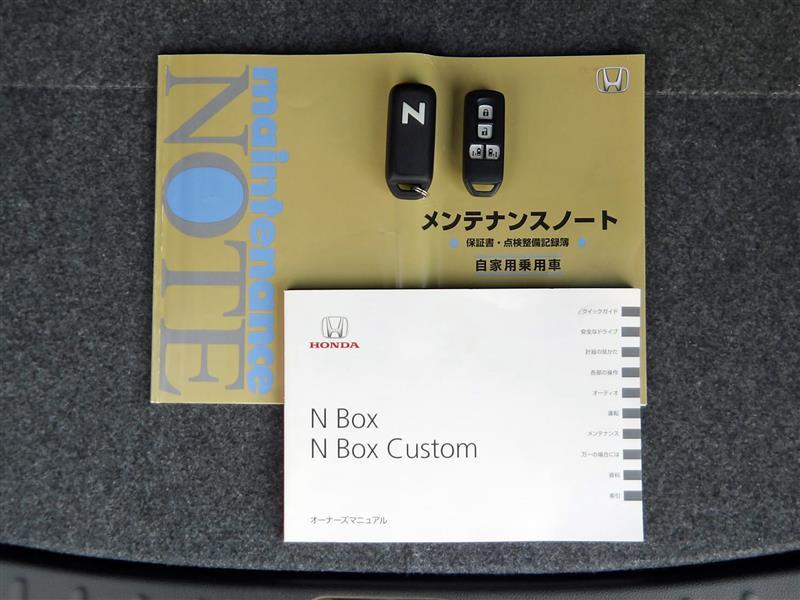 maintenance
NOTE
N
メンテナンスノート
保証書・点検整備記録簿
自家用乗用車
HONDA
N Box
N Box Custom
オーナーズマニュアル
クイックガイド
安全なドライブ
計器の見かた
各部の操作
オーディオ
運転
メンテナンス
万一の場合には
資料
索引